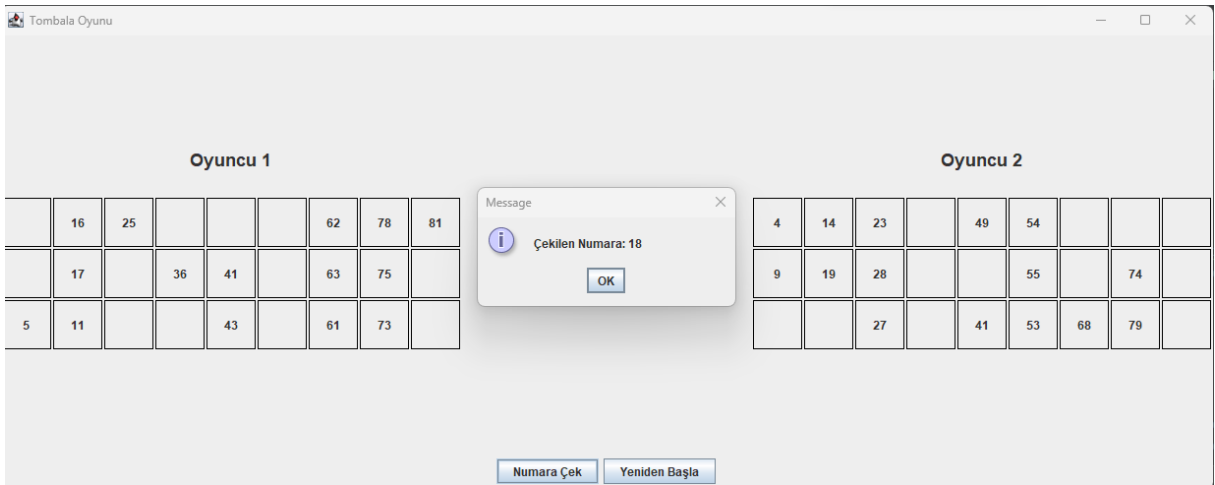 Tombala Oyunu
Oyuncu 1
16 25 62 78 81
17 36 41 63 75
5 11 43 61 73
Message
Çekilen Numara: 18
OK
Oyuncu 2
4 14 23 49 54
9 19 28 55 74
27 41 53 68 79
Numara Çek Yeniden Başla